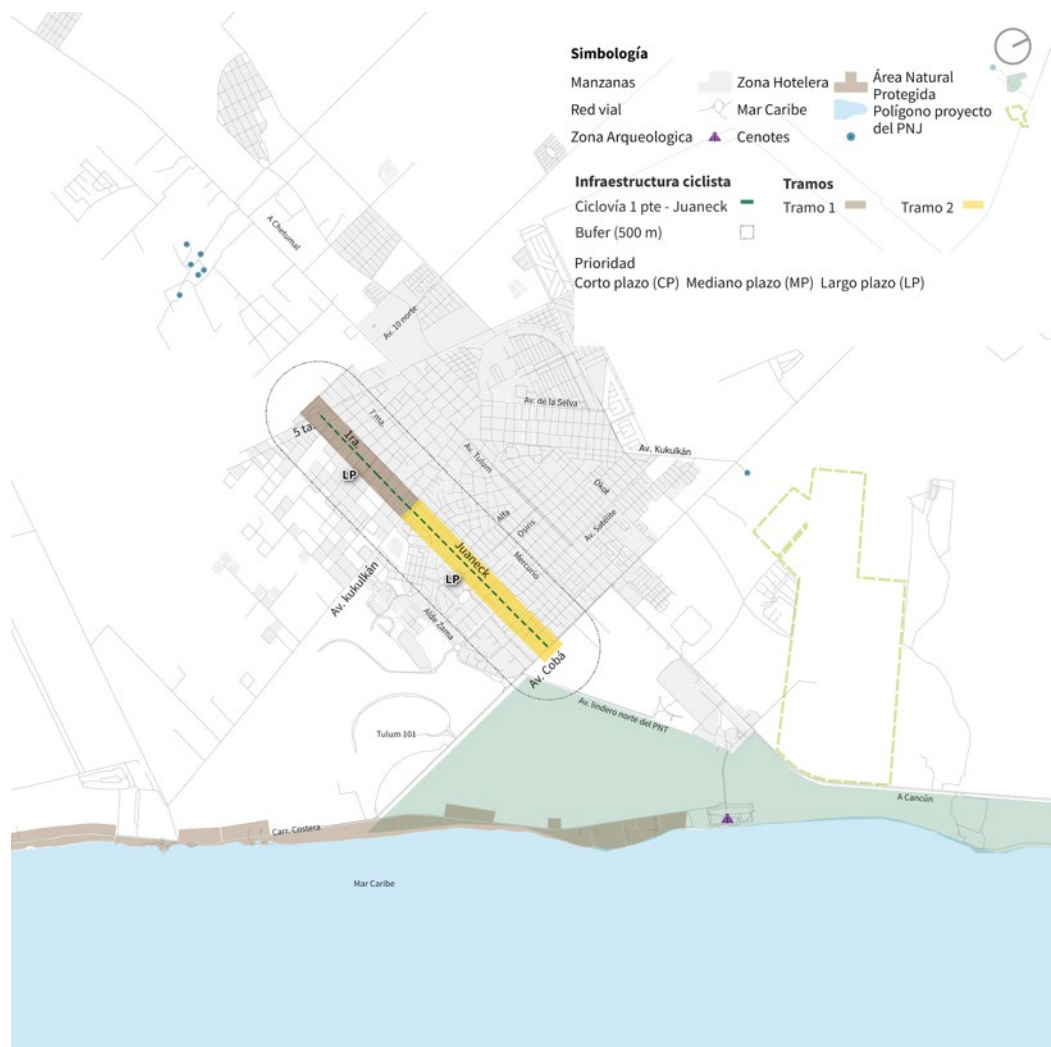 Simbología
Manzanas
Zona Hotelera
Área Natural
Protegida
Red vial
Mar Caribe
Polígono proyecto
del PNJ
Zona Arqueologica
Cenotes
Infraestructura ciclista
Tramos
Ciclovía 1 pte - Juaneck
Tramo 1
Tramo 2
Bufer (500 m)
Prioridad
Corto plazo (CP) Mediano plazo (MP) Largo plazo (LP)
A Chetumal
Av. 10 norte
Av. de la Selva
7 ma.
5 ta.
1ra.
Av. Tulum
Av. Kukulkán
LP
Okot
Alfa
Osiris
Av. Satélite
Juaneck
Mercurio
LP
Av. kukulkán
Alde Zama
Av. Cobá
Av. lindero norte del PNT
Tulum 101
A Cancún
Carr. Costera
Mar Caribe